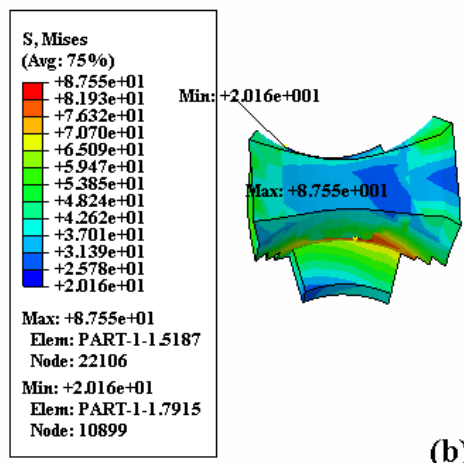 S, Mises
(Avg: 75%)
+8.755e+01
+8.193e+01
+7.632e+01
+7.070e+01
+6.509e+01
+5.947e+01
+5.385e+01
+4.824e+01
+4.262e+01
+3.701e+01
+3.139e+01
+2.578e+01
+2.016e+01
Max: +8.755e+01
Elem: PART-1-1.5187
Node: 22106
Min: +2.016e+01
Elem: PART-1-1.7915
Node: 10899
Min: +2.016e+001
Max: +8.755e+001
(b)